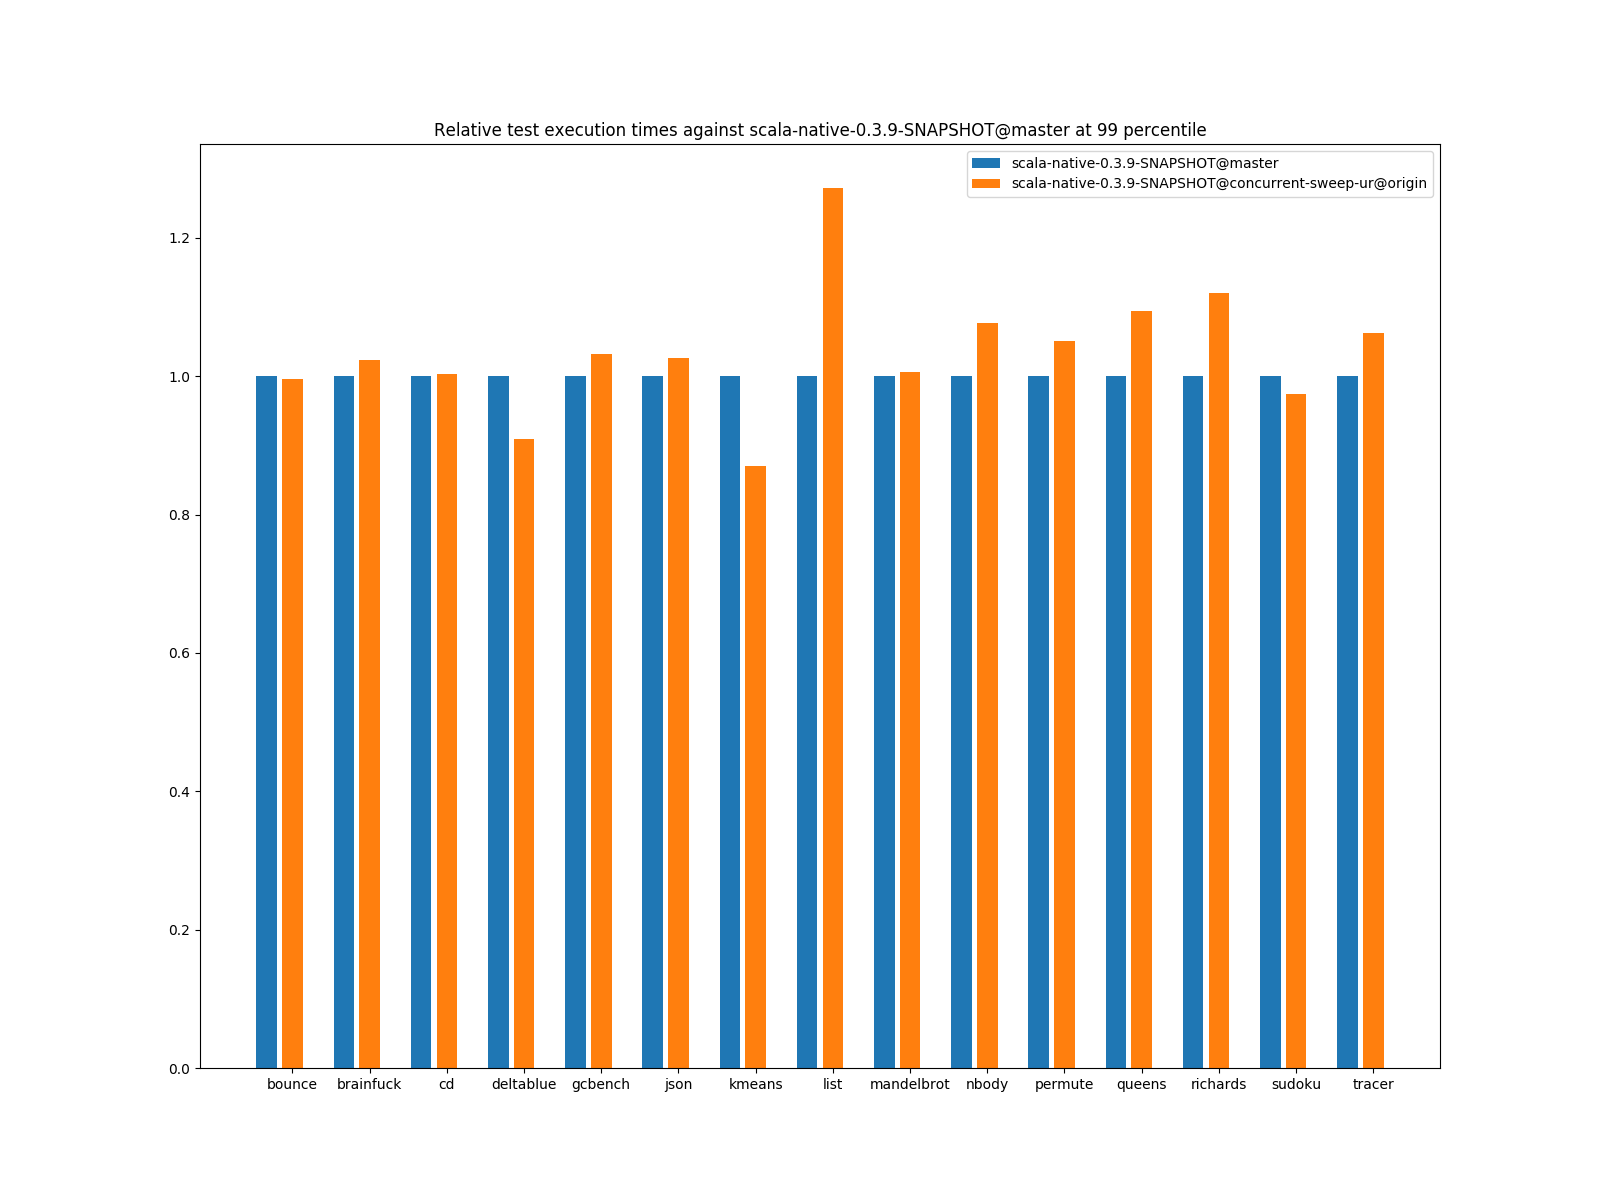 Relative test execution times against scala-native-0.3.9-SNAPSHOT@master at 99 percentile
scala-native-0.3.9-SNAPSHOT@master
scala-native-0.3.9-SNAPSHOT@concurrent-sweep-ur@origin
1.2
1.0
0.8
0.6
0.4
0.2
0.0
bounce brainfuck cd deltablue gcbench json kmeans list mandelbrot nbody permute queens richards sudoku tracer